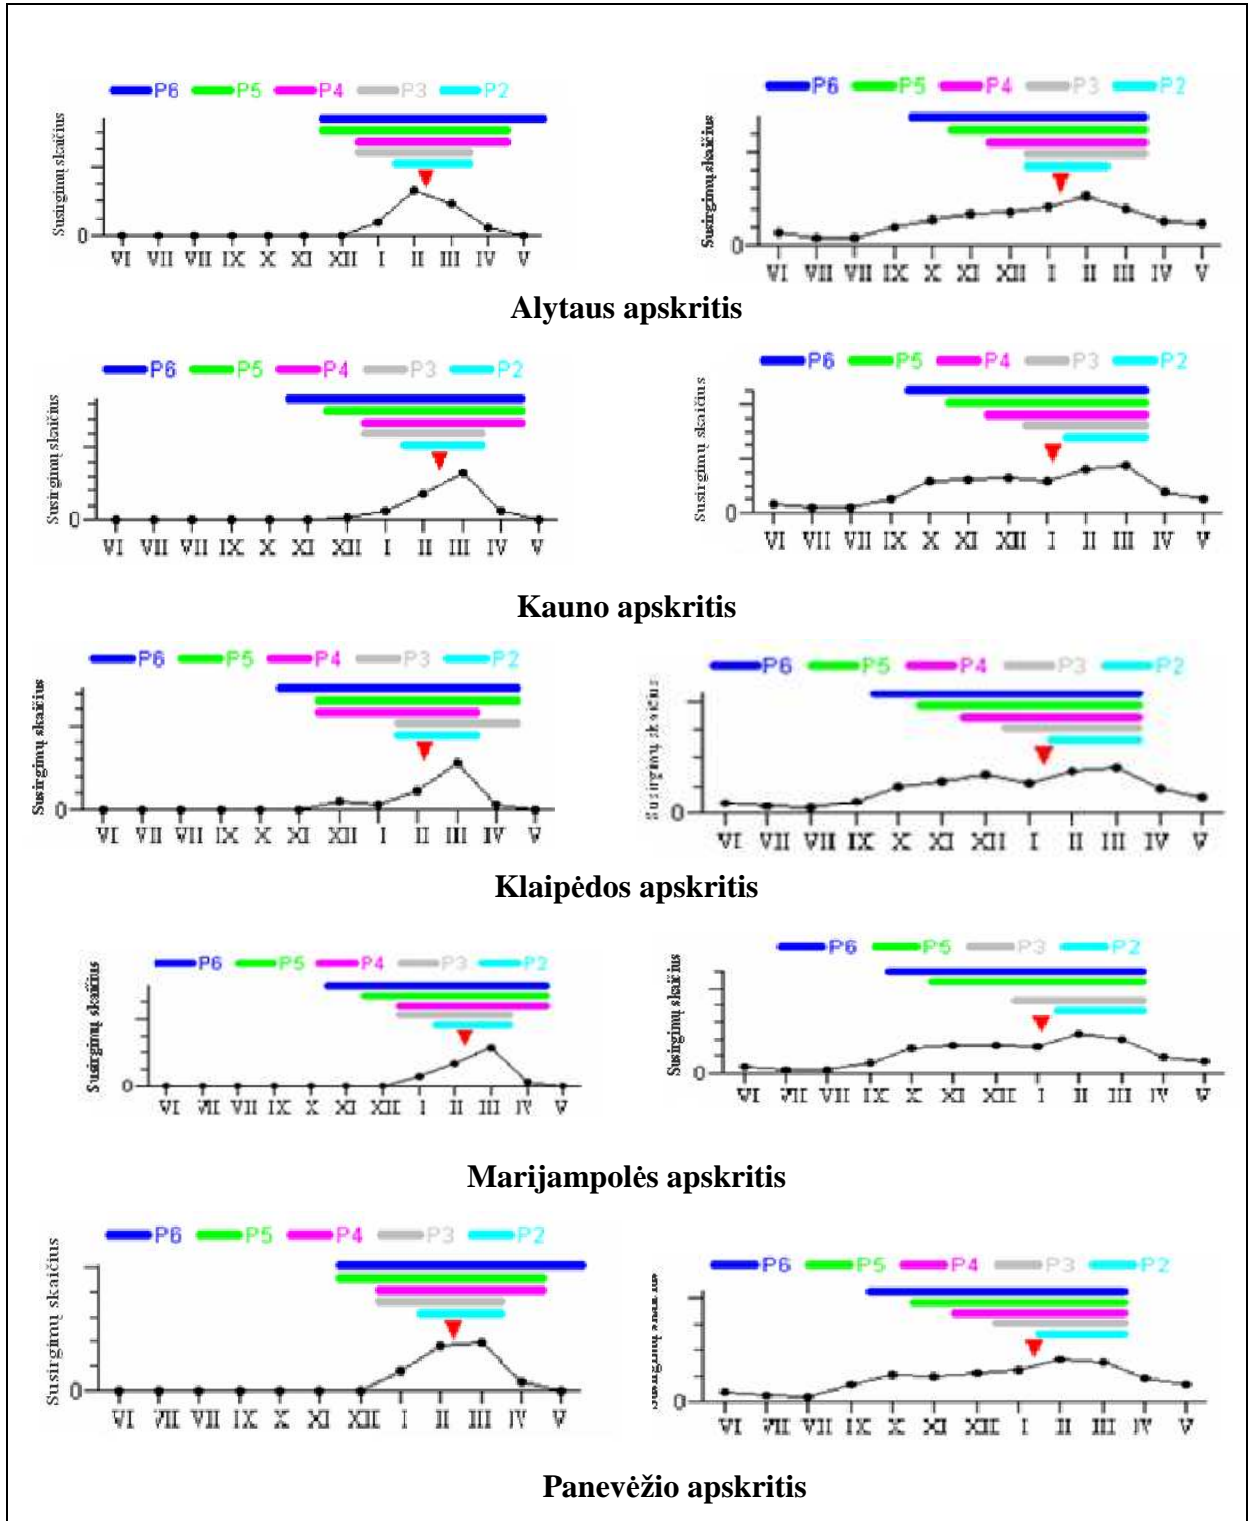 P6 P5 P4 P3 P2
Susirgimų skaičius
0
VI VII VII IX X XI XII I II III IV V
P6 P5 P4 P3 P2
Susirgimų skaičius
0
VI VII VII IX X XI XII I II III IV V
Alytaus apskritis
P6 P5 P4 P3 P2
Susirgimų skaičius
0
VI VII VII IX X XI XII I II III IV V
P6 P5 P4 P3 P2
Susirgimų skaičius
0
VI VII VII IX X XI XII I II III IV V
Kauno apskritis
P6 P5 P4 P3 P2
Susirgimų skaičius
0
VI VII VII IX X XI XII I II III IV V
P6 P5 P4 P3 P2
Susirgimų skaičius
0
VI VII VII IX X XI XII I II III IV V
Klaipėdos apskritis
P6 P5 P4 P3 P2
Susirgimų skaičius
0
VI VII VII IX X XI XII I II III IV V
P6 P5 P3 P2
Susirgimų skaičius
0
VI VII VII IX X XI XII I II III IV V
Marijampolės apskritis
P6 P5 P4 P3 P2
Susirgimų skaičius
0
VI VII VII IX X XI XII I II III IV V
P6 P5 P4 P3 P2
0
VI VII VII IX X XI XII I II III IV V
Panevėžio apskritis